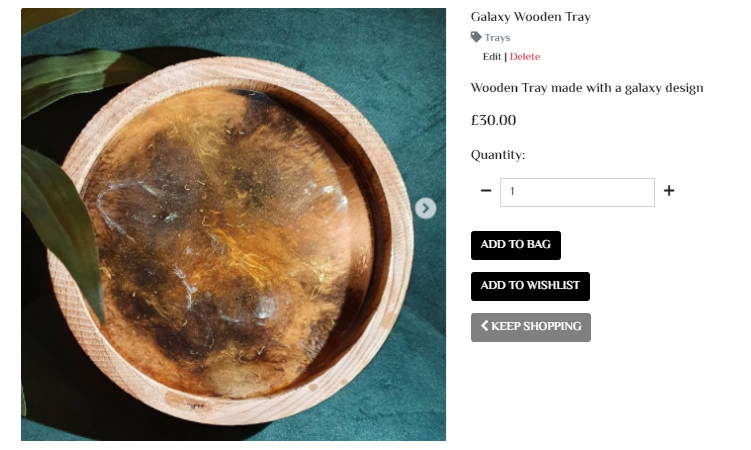 Galaxy Wooden Tray
Trays
Edit | Delete
Wooden Tray made with a galaxy design
£30.00
Quantity:
1
ADD TO BAG
ADD TO WISHLIST
KEEP SHOPPING